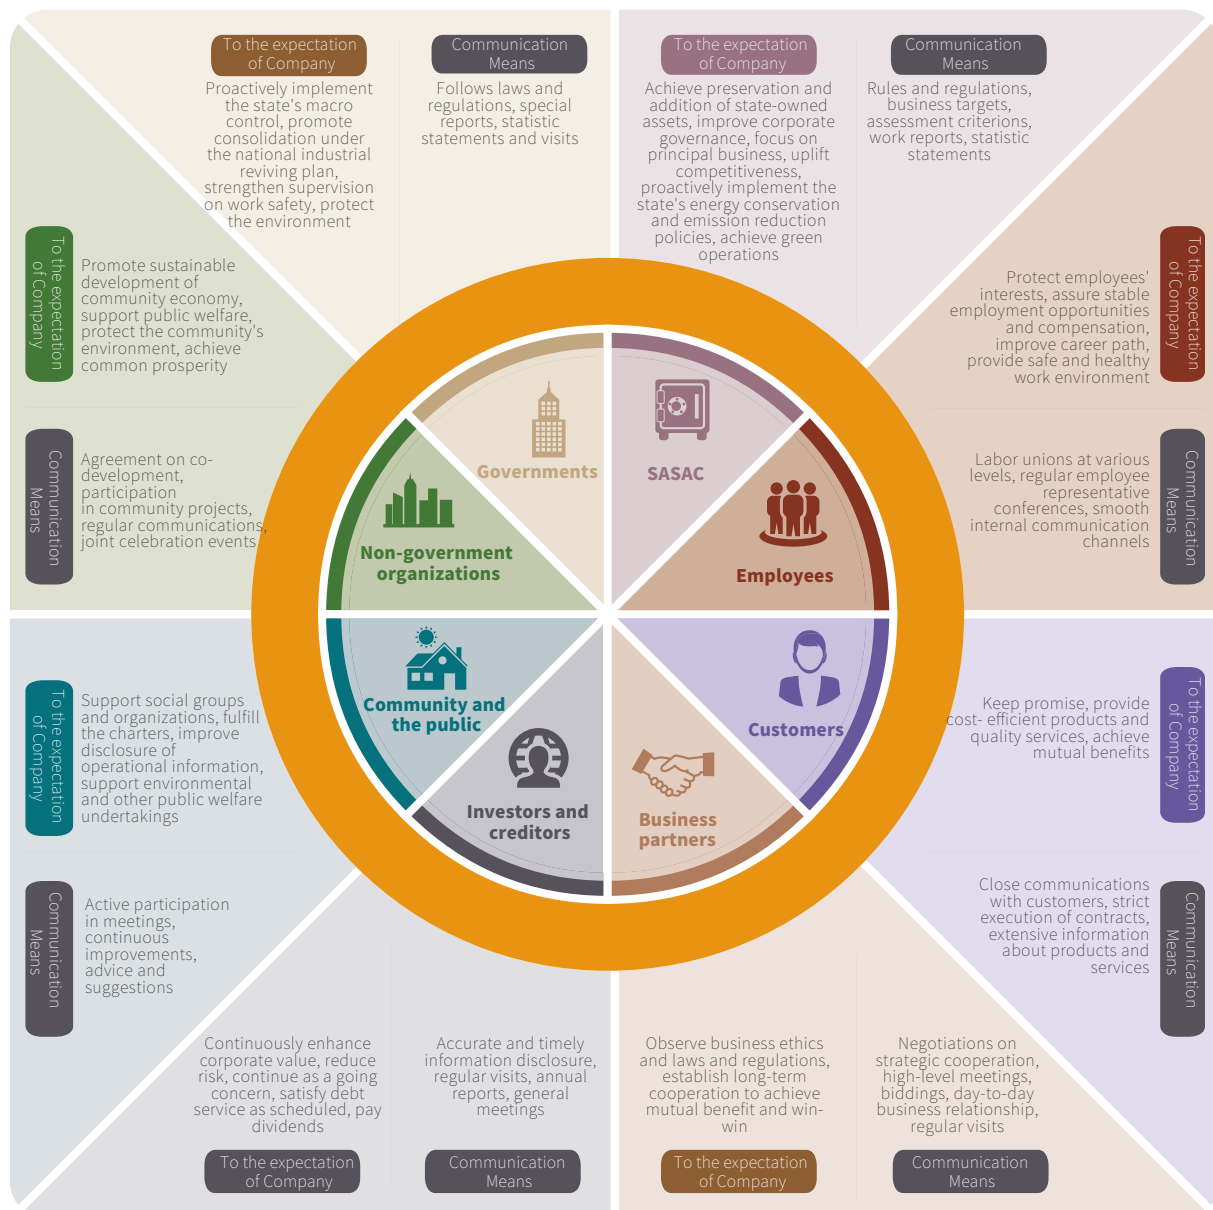 To the expectation
of Company
Proactively implement
the state's macro
control, promote
consolidation under
the national industrial
reviving plan,
strengthen supervision
on work safety, protect
the environment
Communication
Means
Follows laws and
regulations, special
reports, statistic
statements and visits
To the expectation
of Company
Achieve preservation and
addition of state-owned
assets, improve corporate
governance, focus on
principal business, uplift
competitiveness,
proactively implement the
state's energy conservation
and emission reduction
policies, achieve green
operations
Communication
Means
Rules and regulations,
business targets,
assessment criterions,
work reports, statistic
statements
To the expectation
of Company
Promote sustainable
development of
community economy,
support public welfare,
protect the community's
environment, achieve
common prosperity
Communication
Means
Agreement on co-
development,
participation
in community projects,
regular communications,
joint celebration events
To the expectation
of Company
Protect employees'
interests, assure stable
employment opportunities
and compensation,
improve career path,
provide safe and healthy
work environment
Communication
Means
Labor unions at various
levels, regular employee
representative
conferences, smooth
internal communication
channels
Governments
SASAC
Non-government
organizations
Employees
Community and
the public
Customers
Investors and
creditors
Business
partners
To the expectation
of Company
Support social groups
and organizations, fulfill
the charters, improve
disclosure of
operational information,
support environmental
and other public welfare
undertakings
Communication
Means
Active participation
in meetings,
continuous
improvements,
advice and
suggestions
To the expectation
of Company
Keep promise, provide
cost- efficient products and
quality services, achieve
mutual benefits
Communication
Means
Close communications
with customers, strict
execution of contracts,
extensive information
about products and
services
Continuously enhance
corporate value, reduce
risk, continue as a going
concern, satisfy debt
service as scheduled, pay
dividends
To the expectation
of Company
Accurate and timely
information disclosure,
regular visits, annual
reports, general
meetings
Communication
Means
Observe business ethics
and laws and regulations,
establish long-term
cooperation to achieve
mutual benefit and win-
win
To the expectation
of Company
Negotiations on
strategic cooperation,
high-level meetings,
biddings, day-to-day
business relationship,
regular visits
Communication
Means